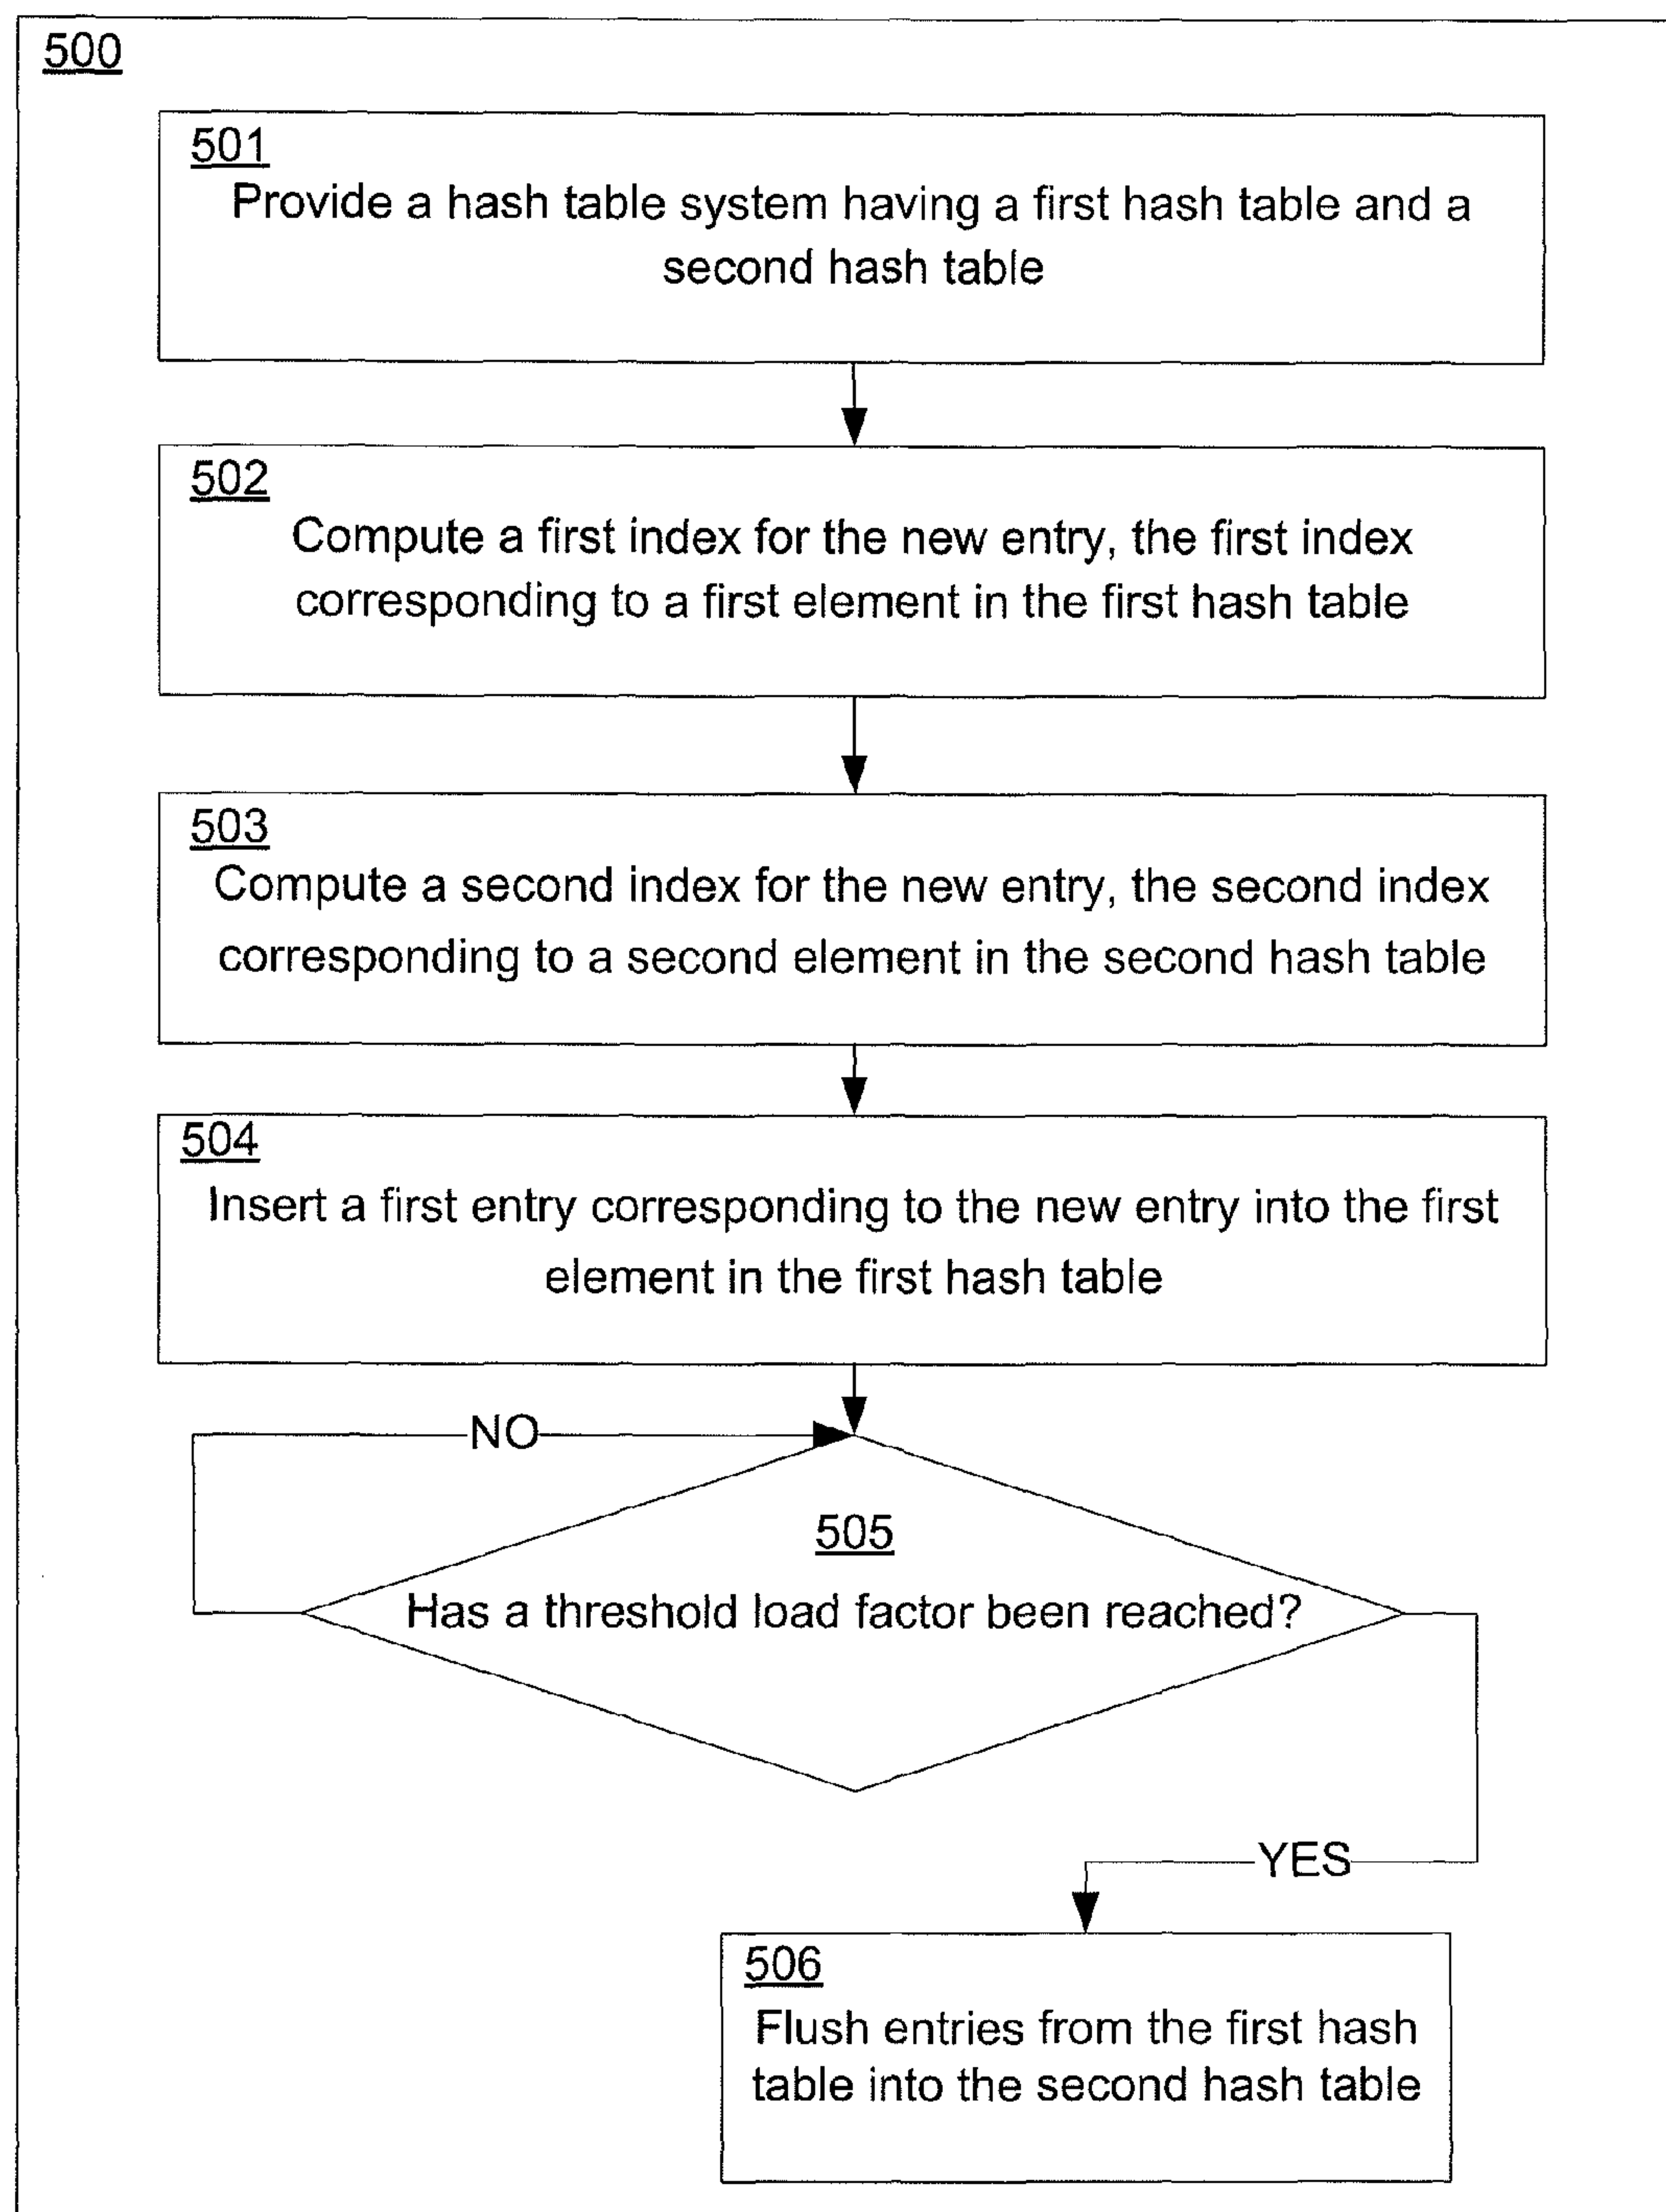 500
501
Provide a hash table system having a first hash table and a
second hash table
502
Compute a first index for the new entry, the first index
corresponding to a first element in the first hash table
503
Compute a second index for the new entry, the second index
corresponding to a second element in the second hash table
504
Insert a first entry corresponding to the new entry into the first
element in the first hash table
NO
505
Has a threshold load factor been reached?
YES
506
Flush entries from the first hash
table into the second hash table